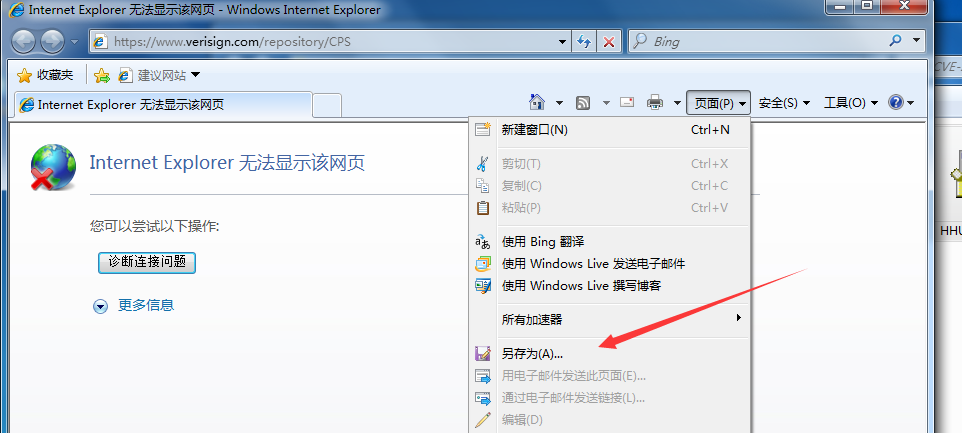 Internet Explorer 无法显示该网页 - Windows Internet Explorer
https://www.verisign.com/repository/CPS
Bing
CVE-
收藏夹 建议网站
Internet Explorer 无法显示该网页
页面(P) 安全(S) 工具(O)
Internet Explorer 无法显示该网页
您可以尝试以下操作:
诊断连接问题
更多信息
新建窗口(N) Ctrl+N
剪切(T) Ctrl+X
复制(C) Ctrl+C
粘贴(P) Ctrl+V
使用 Bing 翻译
使用 Windows Live 发送电子邮件
使用 Windows Live 撰写博客
所有加速器
另存为(A)...
用电子邮件发送此页面(E)...
通过电子邮件发送链接(L)...
编辑(D)
HHU